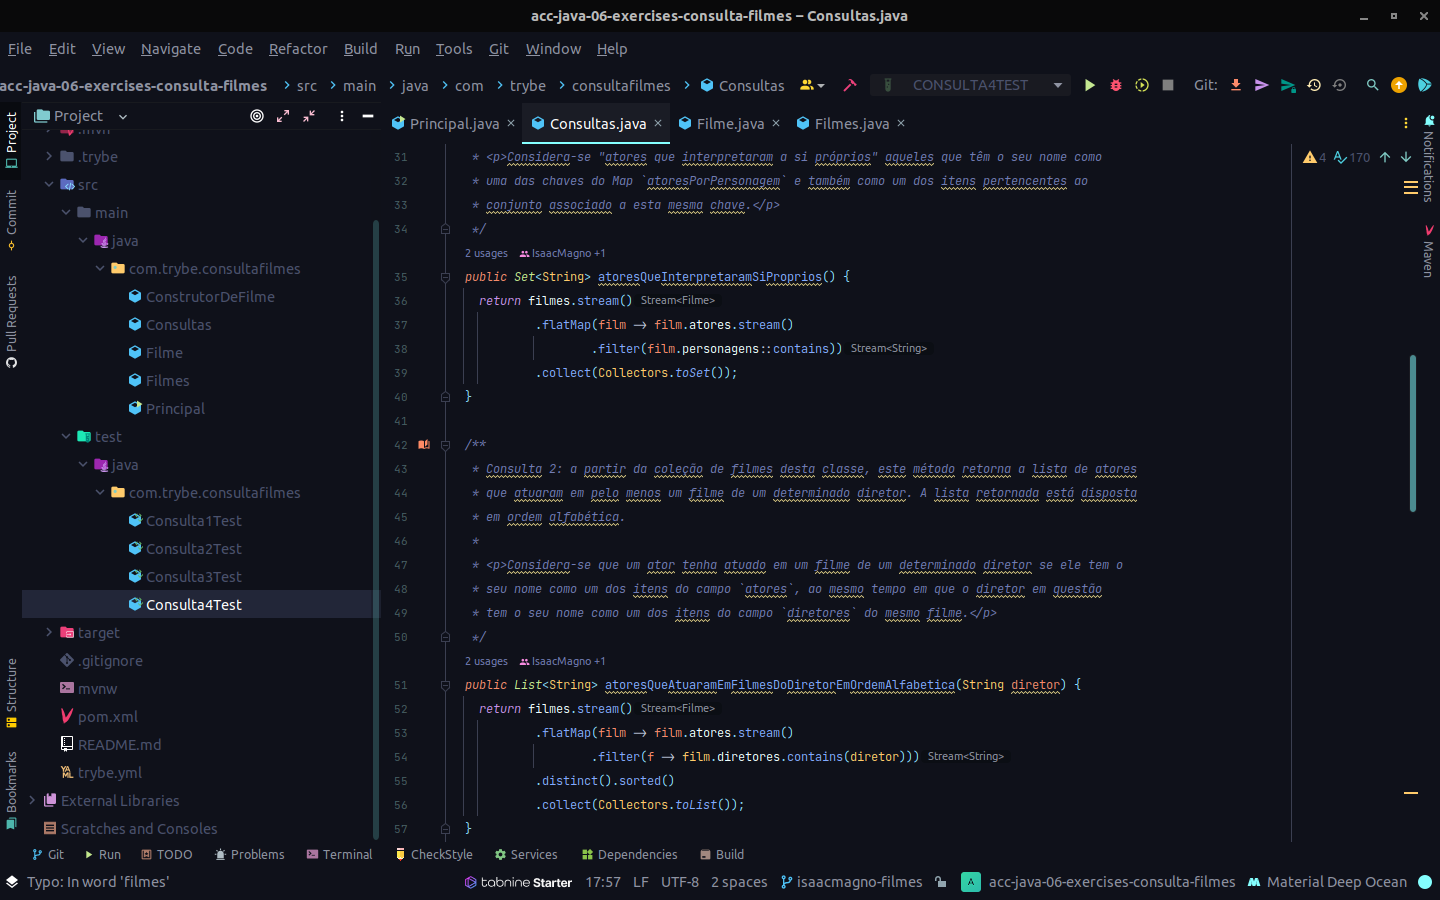 acc-java-06-exercises-consulta-filmes – Consultas.java
File Edit View Navigate Code Refactor Build Run Tools Git Window Help
acc-java-06-exercises-consulta-filmes src main java com trybe consultafilmes Consultas CONSULTA4TEST Git:
Project
Principal.java Consultas.java Filme.java Filmes.java
.mvn
.trybe
src
main
java
com.trybe.consultafilmes
ConstrutorDeFilme
Consultas
Filme
Filmes
Principal
test
java
com.trybe.consultafilmes
Consulta1Test
Consulta2Test
Consulta3Test
Consulta4Test
target
.gitignore
mvnw
pom.xml
README.md
trybe.yml
External Libraries
Scratches and Consoles
Project
Commit
Pull Requests
Structure
Bookmarks
4 170
31 * <p>Considera-se "atores que interpretaram a si próprios" aqueles que têm o seu nome como
32 * uma das chaves do Map `atoresPorPersonagem` e também como um dos itens pertencentes ao
33 * conjunto associado a esta mesma chave.</p>
34 */
2 usages IsaacMagno +1
35 public Set<String> atoresQueInterpretaramSiProprios() {
36 return filmes.stream() Stream<Filme>
37 .flatMap(film -> film.atores.stream()
38 .filter(film.personagens::contains)) Stream<String>
39 .collect(Collectors.toSet());
40 }
41
42 /**
43 * Consulta 2: a partir da coleção de filmes desta classe, este método retorna a lista de atores
44 * que atuaram em pelo menos um filme de um determinado diretor. A lista retornada está disposta
45 * em ordem alfabética.
46 *
47 * <p>Considera-se que um ator tenha atuado em um filme de um determinado diretor se ele tem o
48 * seu nome como um dos itens do campo `atores`, ao mesmo tempo em que o diretor em questão
49 * tem o seu nome como um dos itens do campo `diretores` do mesmo filme.</p>
50 */
2 usages IsaacMagno +1
51 public List<String> atoresQueAtuaramEmFilmesDoDiretorEmOrdemAlfabetica(String diretor) {
52 return filmes.stream() Stream<Filme>
53 .flatMap(film -> film.atores.stream()
54 .filter(f -> film.diretores.contains(diretor))) Stream<String>
55 .distinct().sorted()
56 .collect(Collectors.toList());
57 }
Notifications
Maven
Git Run TODO Problems Terminal CheckStyle Services Dependencies Build
Typo: In word 'filmes' tabnine Starter 17:57 LF UTF-8 2 spaces isaacmagno-filmes A acc-java-06-exercises-consulta-filmes Material Deep Ocean